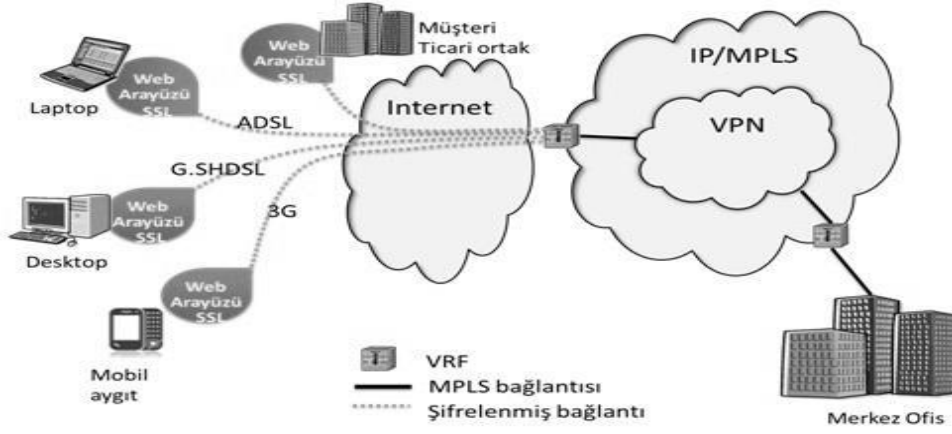 Web
Arayüzü
SSL
Laptop
Web
Arayüzü
SSL
Müşteri
Ticari ortak
ADSL
G.SHDSL
3G
Internet
IP/MPLS
VPN
Web
Arayüzü
SSL
Desktop
Web
Arayüzü
SSL
Mobil
aygıt
VRF
MPLS bağlantısı
Şifrelenmiş bağlantı
Merkez Ofis